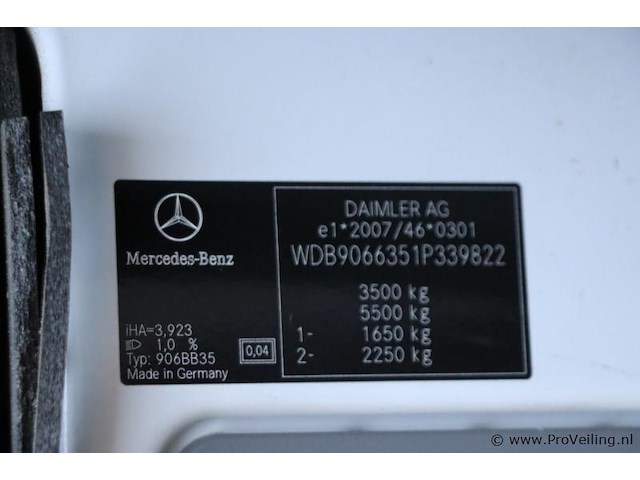 Mercedes-Benz
iHA=3,923
1,0 %
Typ: 906BB35
0,04
Made in Germany
DAIMLER AG
e1*2007/46*0301
WDB9066351P339822
3500 kg
5500 kg
1- 1650 kg
2- 2250 kg
© www.ProVeiling.nl